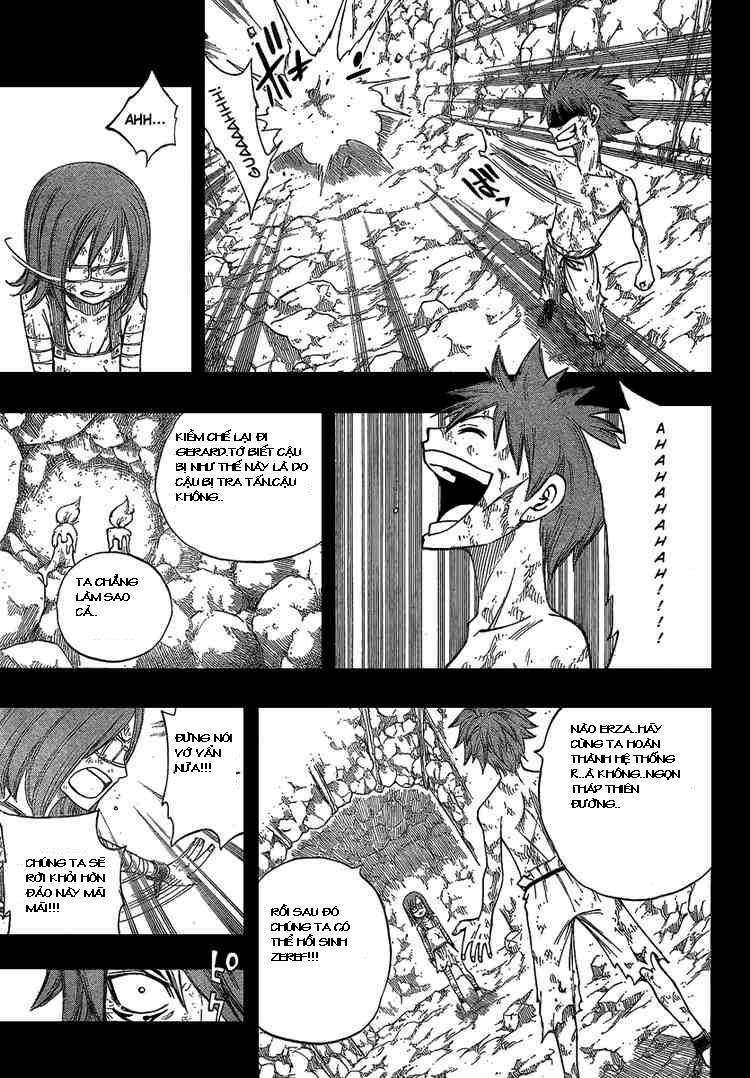 GUAAAAHHH!
AHH...
AHAHAHAHAHAH!!!!
KIỀM CHẾ LẠI ĐI
GERARD.TỚ BIẾT CẬU
BỊ NHƯ THẾ NÀY LÀ DO
CẬU BỊ TRA TẤN.CẬU
KHÔNG..
TA CHẲNG
LÀM SAO
CẢ..
NÀO ERZA..HÃY
CÙNG TA HOÀN
THÀNH HỆ THỐNG
R..À KHÔNG..NGỌN
THÁP THIÊN
ĐƯỜNG..
RỒI SAU ĐÓ
CHÚNG TA CÓ
THỂ HỒI SINH
ZEREF!!!
ĐỪNG NÓI
VỚ VẨN
NỮA!!!
CHÚNG TA SẼ
RỜI KHỎI HÒN
ĐẢO NÀY MÃI
MÃI!!!